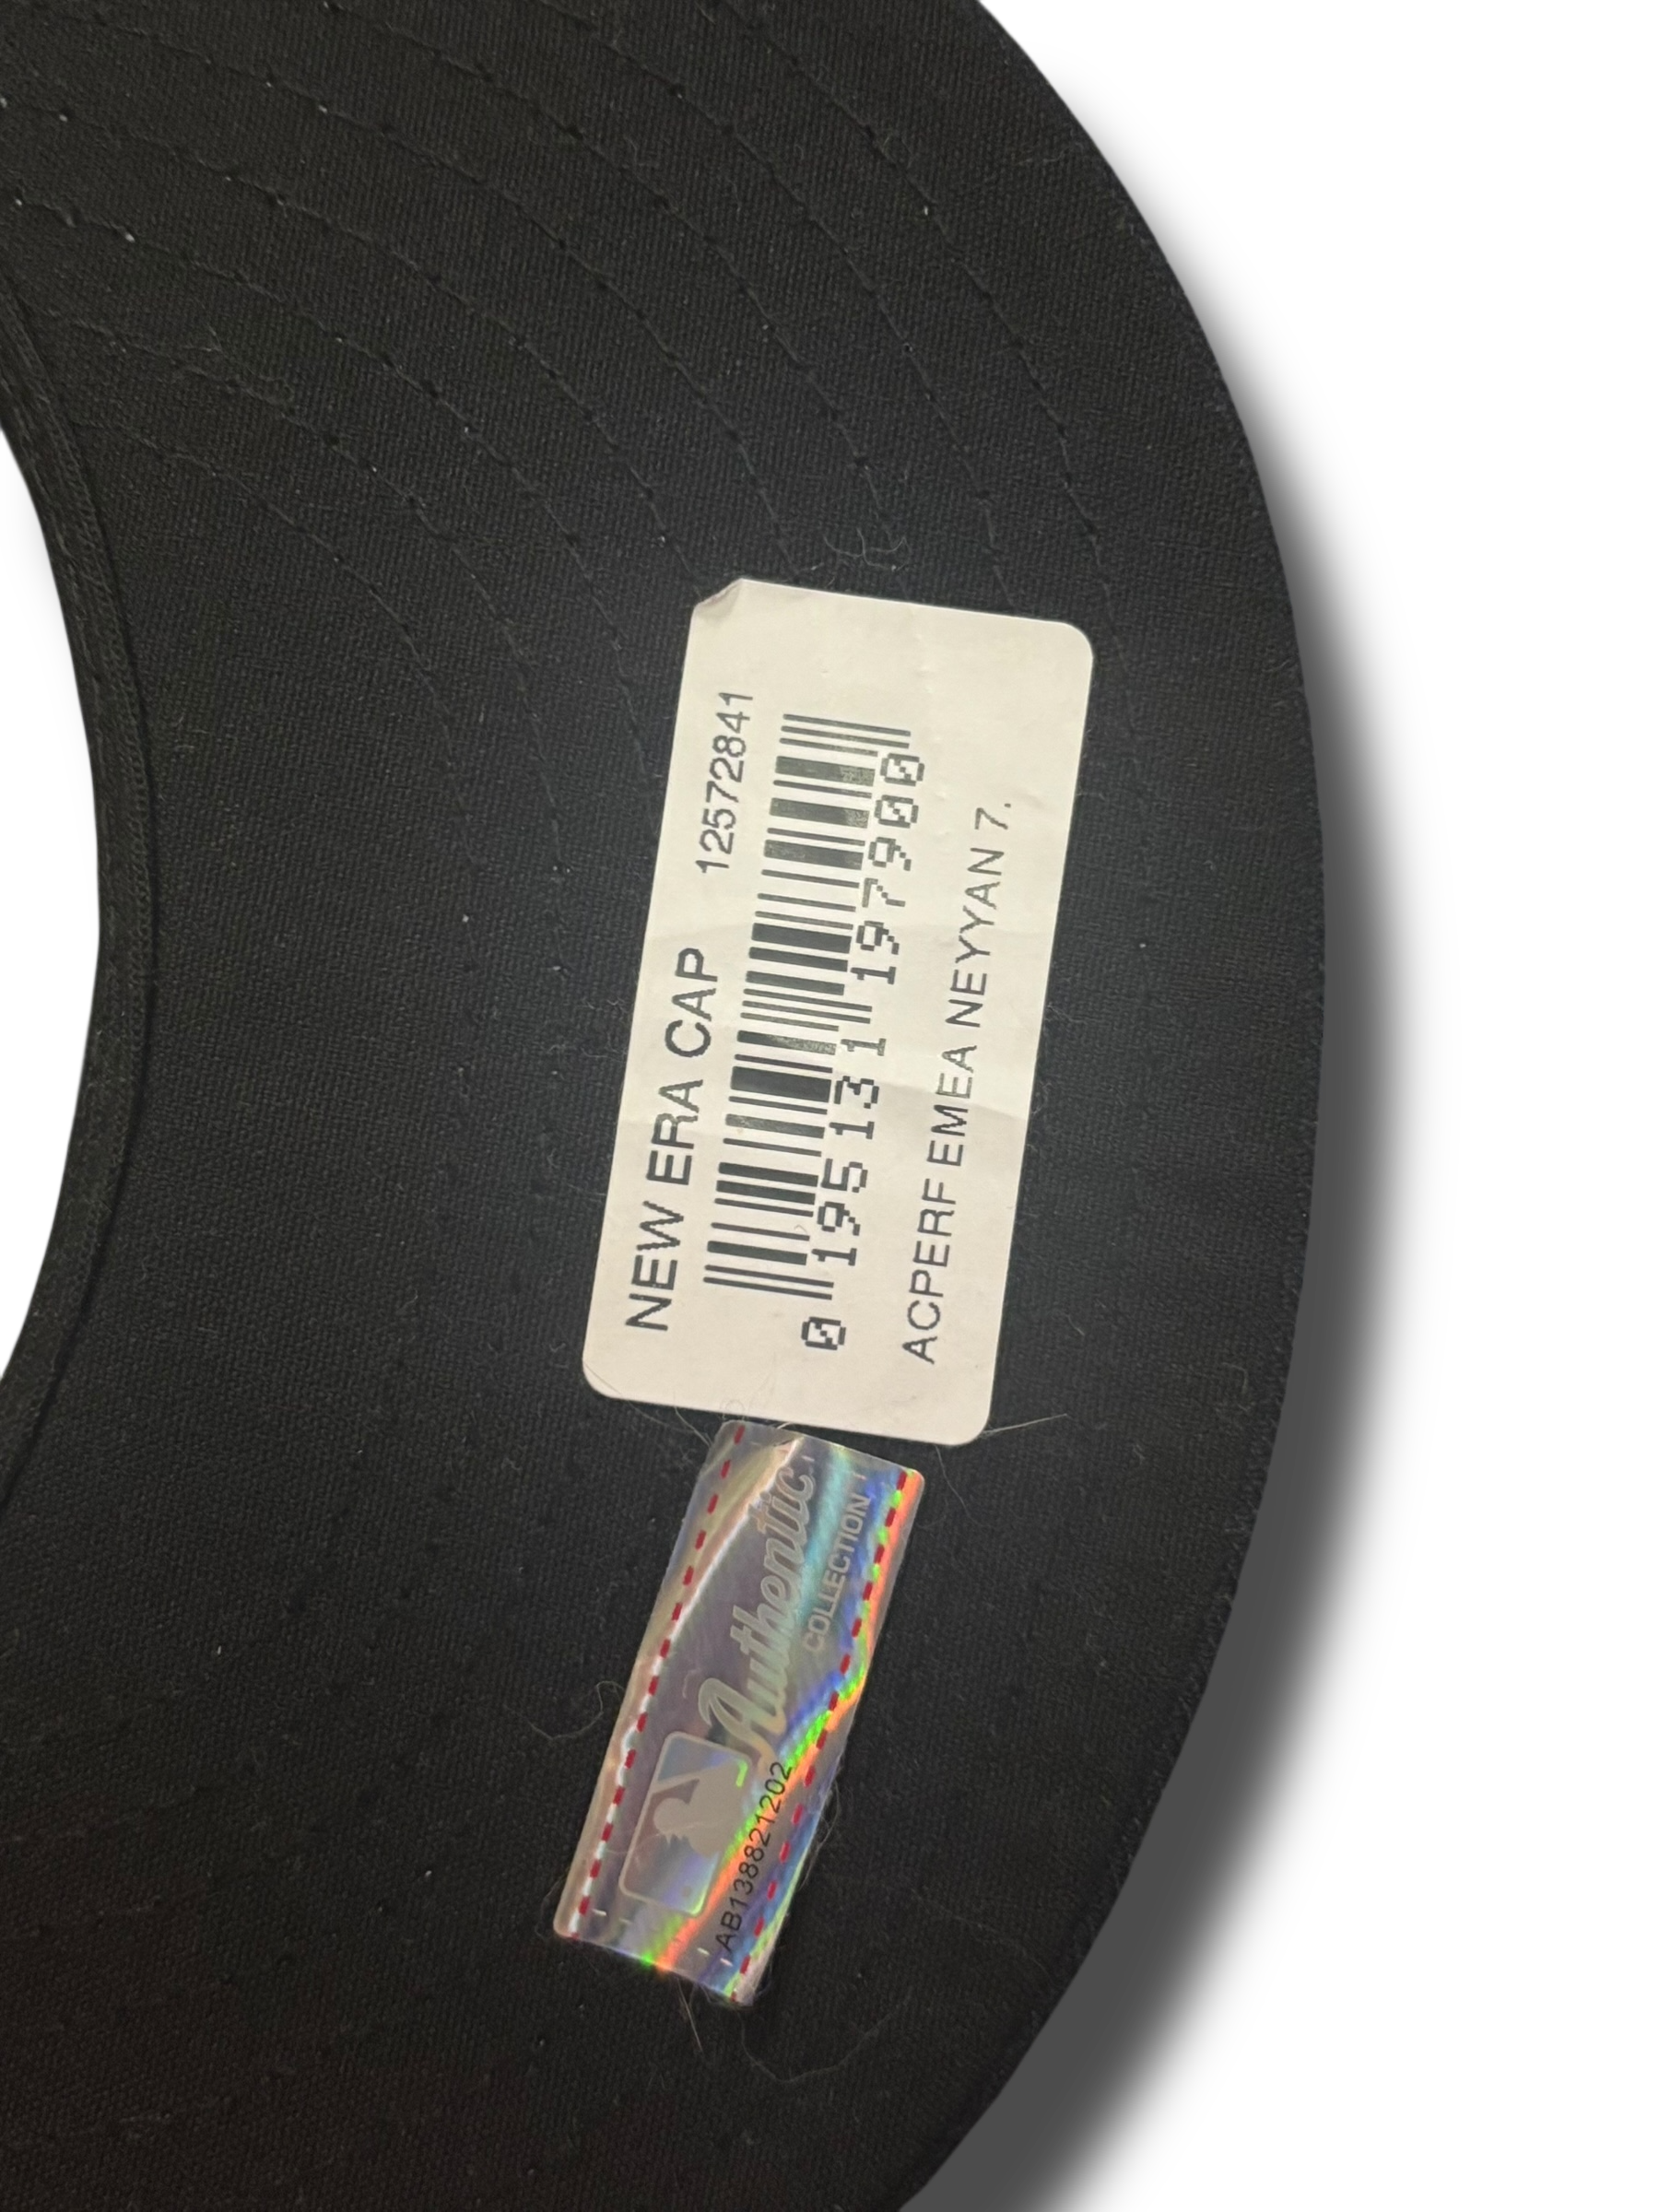 NEW ERA CAP 12572841
0 195131 197900
ACPERF EMEA NEYYAN 7.
Authentic
COLLECTION
AB138821202